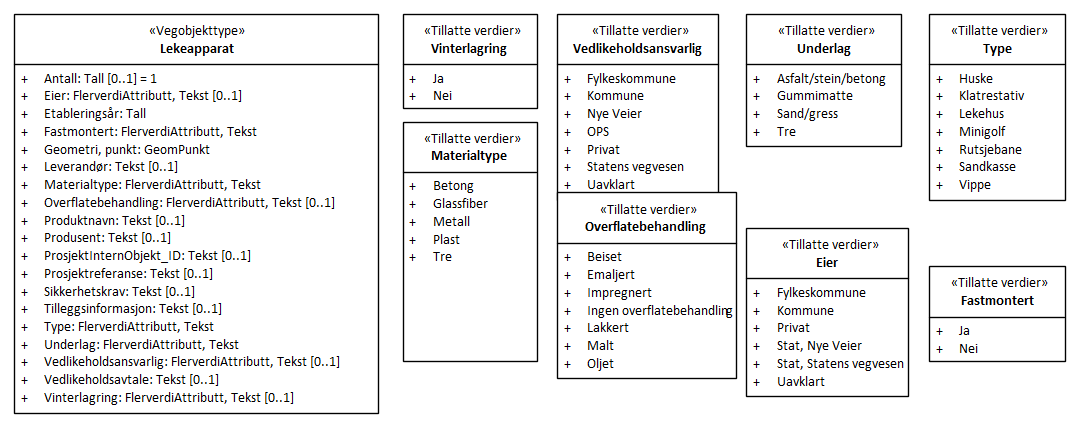 «Vegobjekttype»
Lekeapparat
+ Antall: Tall [0..1] = 1
+ Eier: FlerverdiAttributt, Tekst [0..1]
+ Etableringsår: Tall
+ Fastmontert: FlerverdiAttributt, Tekst
+ Geometri, punkt: GeomPunkt
+ Leverandør: Tekst [0..1]
+ Materialtype: FlerverdiAttributt, Tekst
+ Overflatebehandling: FlerverdiAttributt, Tekst [0..1]
+ Produktnavn: Tekst [0..1]
+ Produsent: Tekst [0..1]
+ ProsjektInternObjekt_ID: Tekst [0..1]
+ Prosjektreferanse: Tekst [0..1]
+ Sikkerhetskrav: Tekst [0..1]
+ Tilleggsinformasjon: Tekst [0..1]
+ Type: FlerverdiAttributt, Tekst
+ Underlag: FlerverdiAttributt, Tekst
+ Vedlikeholdsansvarlig: FlerverdiAttributt, Tekst [0..1]
+ Vedlikeholdsavtale: Tekst [0..1]
+ Vinterlagring: FlerverdiAttributt, Tekst [0..1]
«Tillatte verdier»
Vinterlagring
+ Ja
+ Nei
«Tillatte verdier»
Materialtype
+ Betong
+ Glassfiber
+ Metall
+ Plast
+ Tre
«Tillatte verdier»
Vedlikeholdsansvarlig
+ Fylkeskommune
+ Kommune
+ Nye Veier
+ OPS
+ Privat
+ Statens vegvesen
+ Uavklart
«Tillatte verdier»
Overflatebehandling
+ Beiset
+ Emaljert
+ Impregnert
+ Ingen overflatebehandling
+ Lakkert
+ Malt
+ Oljet
«Tillatte verdier»
Underlag
+ Asfalt/stein/betong
+ Gummimatte
+ Sand/gress
+ Tre
«Tillatte verdier»
Eier
+ Fylkeskommune
+ Kommune
+ Privat
+ Stat, Nye Veier
+ Stat, Statens vegvesen
+ Uavklart
«Tillatte verdier»
Type
+ Huske
+ Klatrestativ
+ Lekehus
+ Minigolf
+ Rutsjebane
+ Sandkasse
+ Vippe
«Tillatte verdier»
Fastmontert
+ Ja
+ Nei